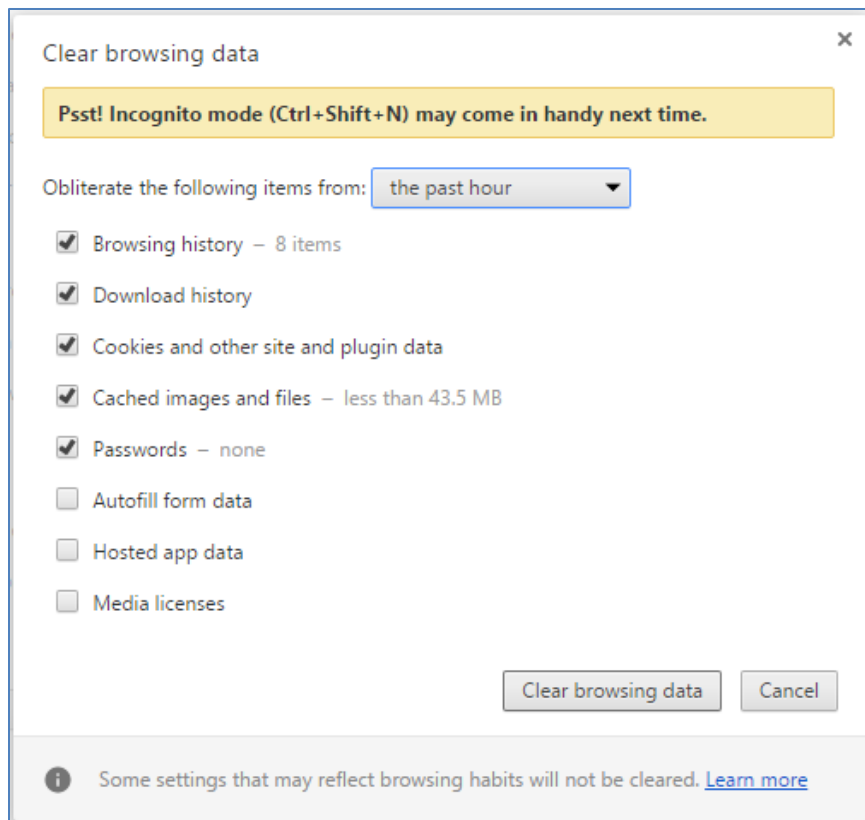 Clear browsing data
Psst! Incognito mode (Ctrl+Shift+N) may come in handy next time.
Obliterate the following items from: the past hour
Browsing history – 8 items
Download history
Cookies and other site and plugin data
Cached images and files – less than 43.5 MB
Passwords – none
Autofill form data
Hosted app data
Media licenses
Clear browsing data Cancel
Some settings that may reflect browsing habits will not be cleared. Learn more